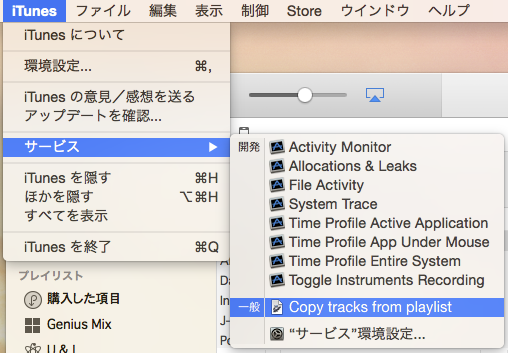 iTunes ファイル 編集 表示 制御 Store ウインドウ ヘルプ
iTunes について
環境設定... ⌘,
iTunes の意見／感想を送る
アップデートを確認...
サービス ▶
iTunes を隠す ⌘H
ほかを隠す ⌥⌘H
すべてを表示
iTunes を終了 ⌘Q
開発 Activity Monitor
Allocations & Leaks
File Activity
System Trace
Time Profile Active Application
Time Profile App Under Mouse
Time Profile Entire System
Toggle Instruments Recording
一般 Copy tracks from playlist
“サービス”環境設定...
プレイリスト
購入した項目
Genius Mix